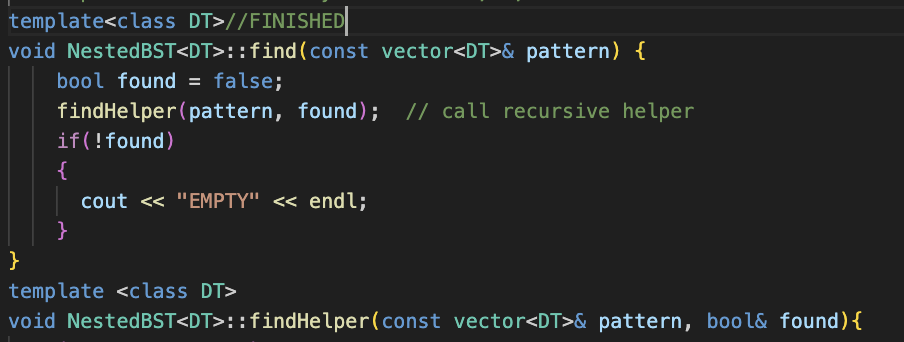 template<class DT>//FINISHED
void NestedBST<DT>::find(const vector<DT>& pattern) {
    bool found = false;
    findHelper(pattern, found);  // call recursive helper
    if(!found)
    {
      cout << "EMPTY" << endl;
    }
}
template <class DT>
void NestedBST<DT>::findHelper(const vector<DT>& pattern, bool& found){